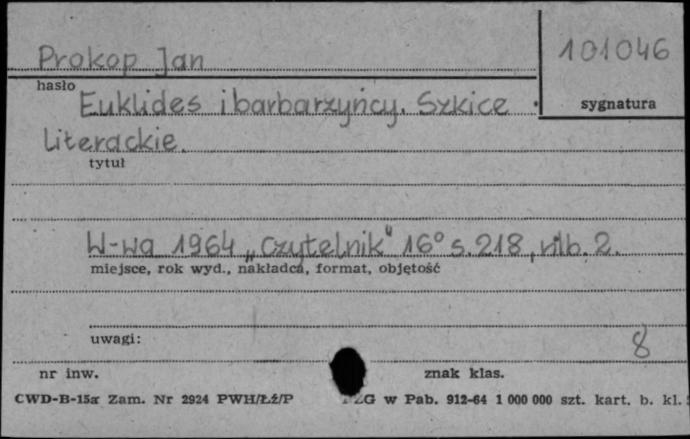 Prokop Jan
101046
hasło
Euklides i barbarzyńcy. Szkice
sygnatura
literackie.
tytuł
W-wa 1964 „Czytelnik" 16° s. 218, nlb. 2.
miejsce, rok wyd., nakładca, format, objętość
uwagi:
8
nr inw.
znak klas.
CWD-B-15a Zam. Nr 2924 PWH/Łż/P
w Pab. 912-64 1 000 000 szt. kart. b. kl.